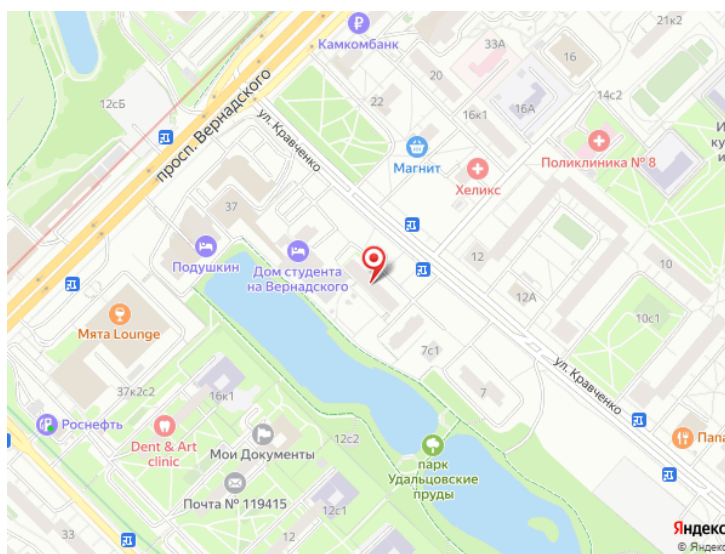 21к2
Камкомбанк
33А
16
20
12сБ
просп. Вернадского
22
16А
14с2
ул. Кравченко
16к1
Магнит
Поликлиника № 8
Хеликс
37
Подушкин
Дом студента
на Вернадского
12
10
12А
Мята Lounge
10с1
7с1
ул. Кравченко
37к2с2
16к1
7
Роснефть
Dent & Art
clinic
Мои Документы
12с2
парк
Удальцовские
пруды
Почта № 119415
12с1
33
12
Яндекс